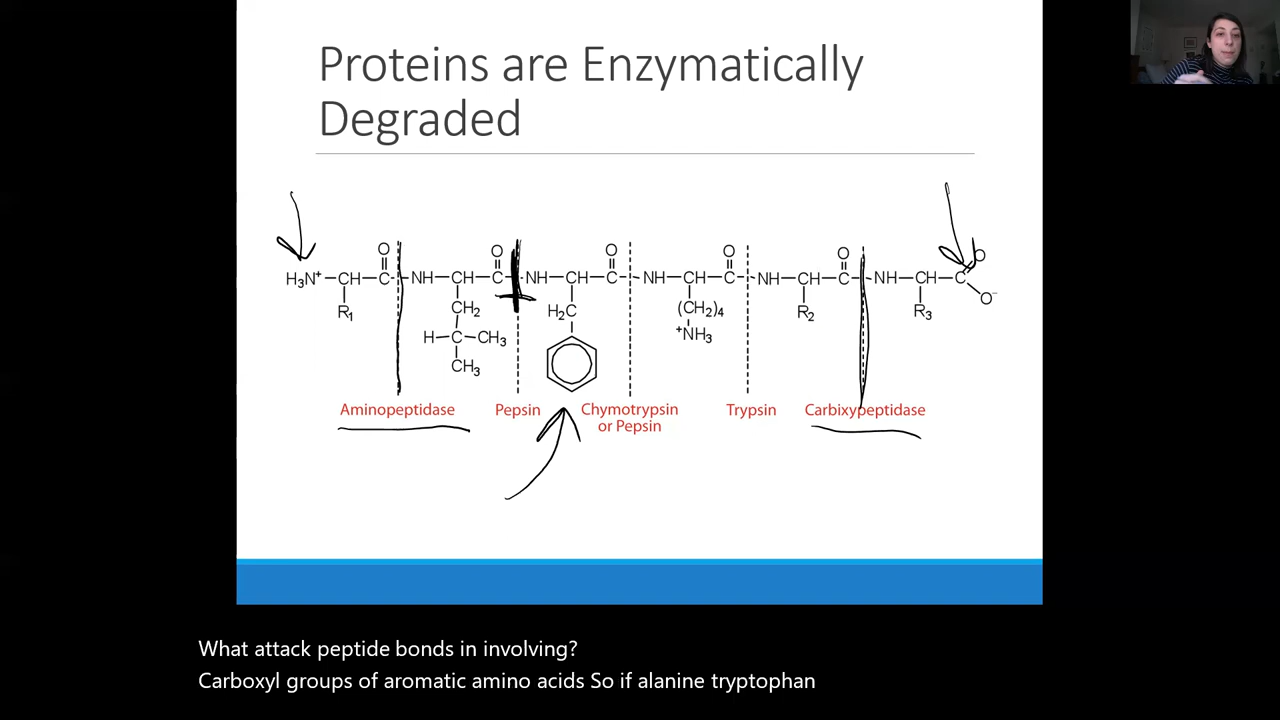 Proteins are Enzymatically
Degraded
O O O O O O
H₃N⁺ CH C NH CH C NH CH C NH CH C NH CH C NH CH C
O⁻
R₁ CH₂ H₂C (CH₂)₄ R₂ R₃
H C CH₃ ⁺NH₃
CH₃
Aminopeptidase Pepsin Chymotrypsin Trypsin Carbixypeptidase
or Pepsin
What attack peptide bonds in involving?
Carboxyl groups of aromatic amino acids So if alanine tryptophan